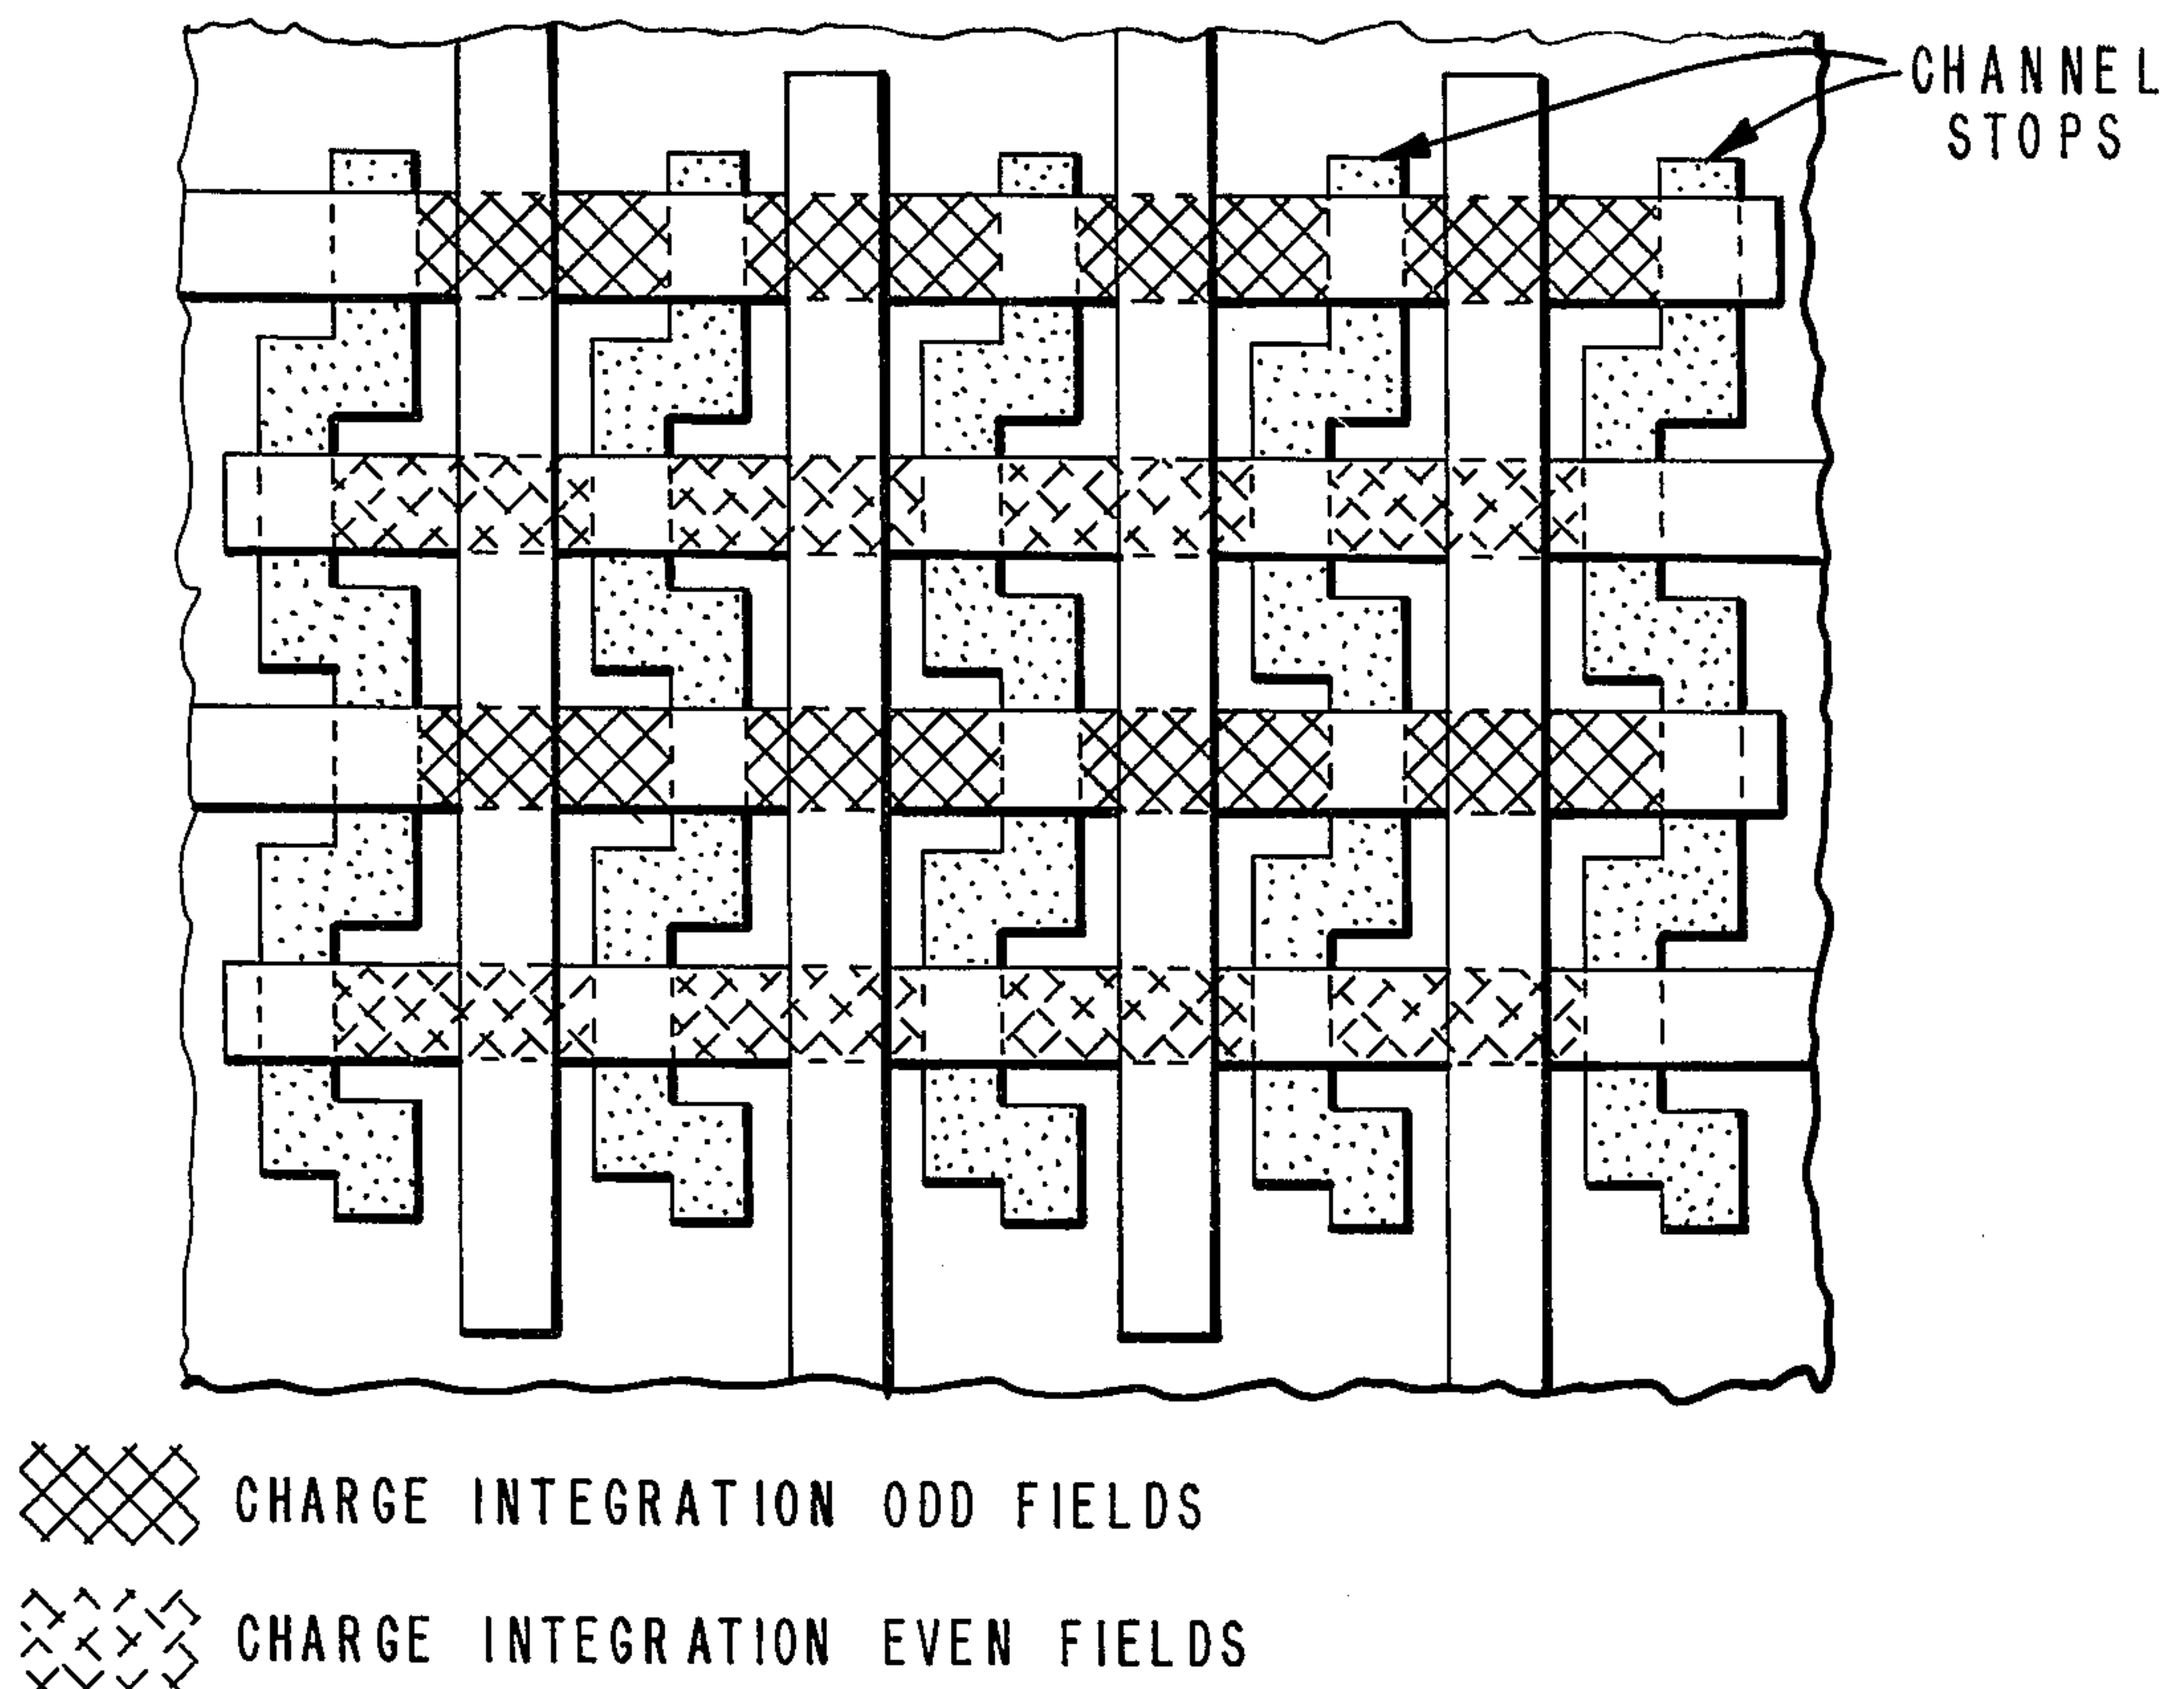 CHANNEL
STOPS
CHARGE INTEGRATION ODD FIELDS
CHARGE INTEGRATION EVEN FIELDS